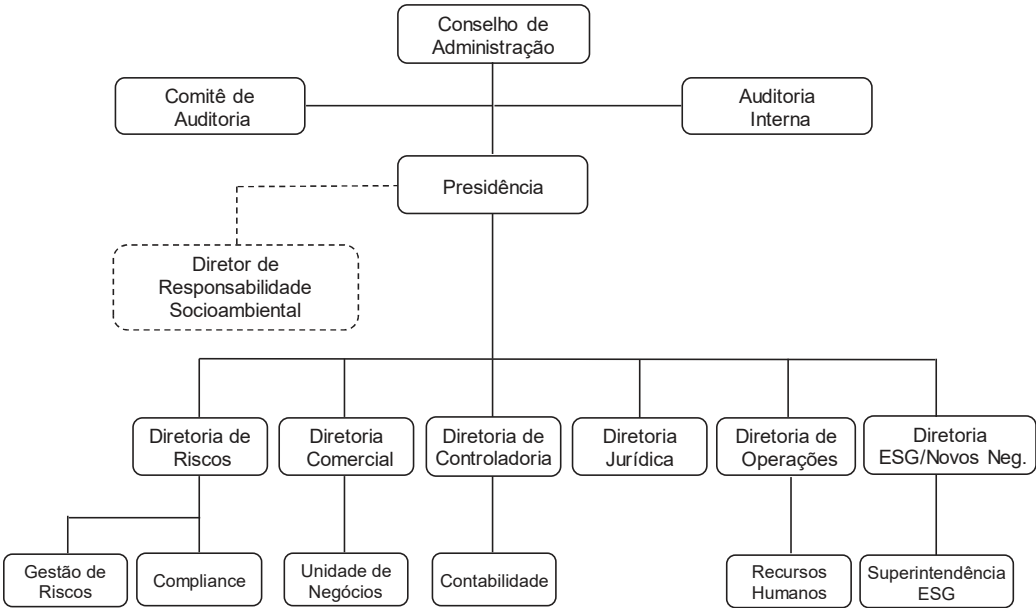 Conselho de
Administração
Comitê de
Auditoria
Auditoria
Interna
Presidência
Diretor de
Responsabilidade
Socioambiental
Diretoria de
Riscos
Diretoria
Comercial
Diretoria de
Controladoria
Diretoria
Jurídica
Diretoria de
Operações
Diretoria
ESG/Novos Neg.
Gestão de
Riscos
Compliance
Unidade de
Negócios
Contabilidade
Recursos
Humanos
Superintendência
ESG